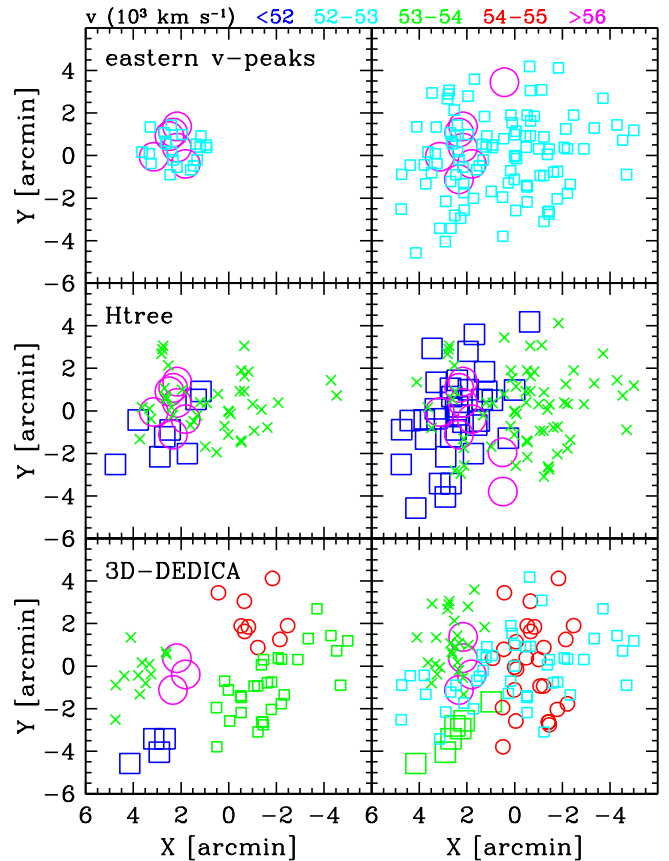 v (10³ km s⁻¹) <52 52−53 53−54 54−55 >56
eastern v−peaks
4
2
0
−2
−4
−6
Y [arcmin]
Htree
4
2
0
−2
−4
−6
Y [arcmin]
3D−DEDICA
4
2
0
−2
−4
−6
Y [arcmin]
6 4 2 0 −2 −4 6 4 2 0 −2 −4
X [arcmin] X [arcmin]